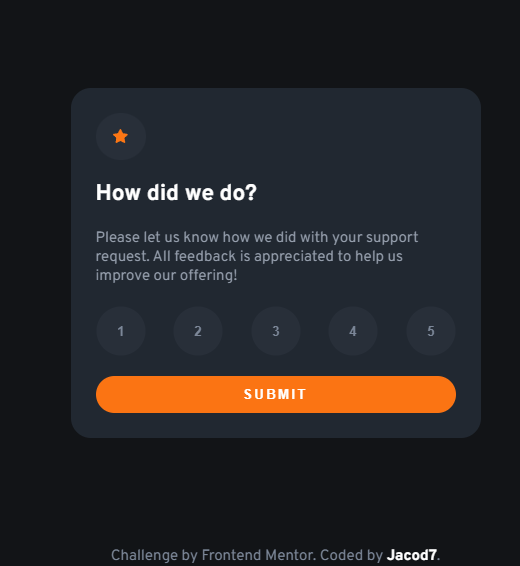 How did we do?
Please let us know how we did with your support
request. All feedback is appreciated to help us
improve our offering!
1 2 3 4 5
SUBMIT
Challenge by Frontend Mentor. Coded by Jacod7.